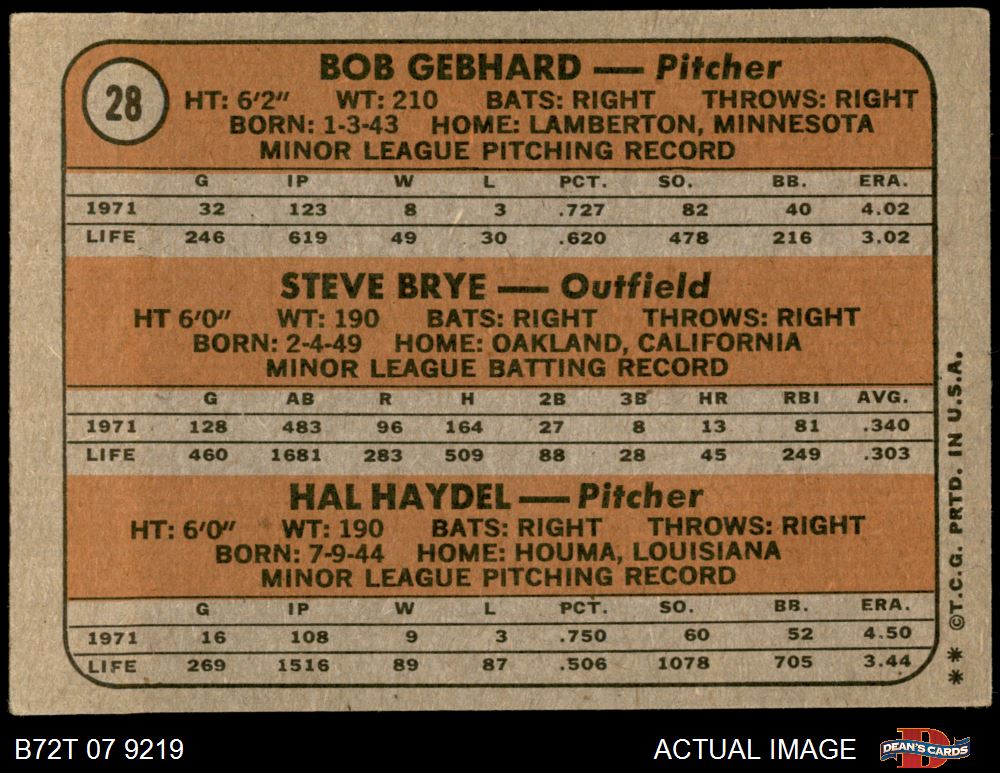 28
BOB GEBHARD — Pitcher
HT: 6'2" WT: 210 BATS: RIGHT THROWS: RIGHT
BORN: 1-3-43 HOME: LAMBERTON, MINNESOTA
MINOR LEAGUE PITCHING RECORD
G IP W L PCT. SO. BB. ERA.
1971 32 123 8 3 .727 82 40 4.02
LIFE 246 619 49 30 .620 478 216 3.02
STEVE BRYE — Outfield
HT 6'0" WT: 190 BATS: RIGHT THROWS: RIGHT
BORN: 2-4-49 HOME: OAKLAND, CALIFORNIA
MINOR LEAGUE BATTING RECORD
G AB R H 2B 3B HR RBI AVG.
1971 128 483 96 164 27 8 13 81 .340
LIFE 460 1681 283 509 88 28 45 249 .303
HAL HAYDEL — Pitcher
HT: 6'0" WT: 190 BATS: RIGHT THROWS: RIGHT
BORN: 7-9-44 HOME: HOUMA, LOUISIANA
MINOR LEAGUE PITCHING RECORD
G IP W L PCT. SO. BB. ERA.
1971 16 108 9 3 .750 60 52 4.50
LIFE 269 1516 89 87 .506 1078 705 3.44
** ©T.C.G. PRTD. IN U.S.A.
B72T 07 9219
ACTUAL IMAGE
DEAN'S CARDS